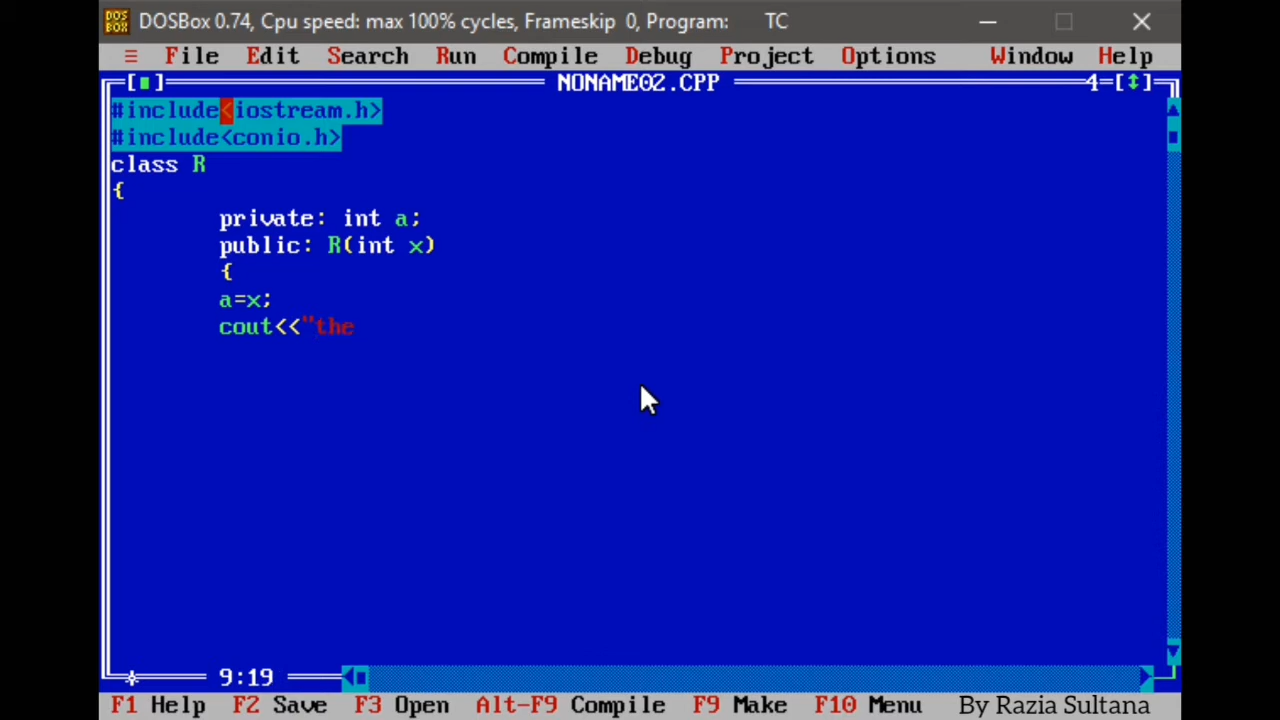 DOS BOX DOSBox 0.74, Cpu speed: max 100% cycles, Frameskip 0, Program: TC
≡ File Edit Search Run Compile Debug Project Options Window Help
NONAME02.CPP 4
#include<iostream.h>
#include<conio.h>
class R
{
private: int a;
public: R(int x)
{
a=x;
cout<<"the
9:19
F1 Help F2 Save F3 Open Alt-F9 Compile F9 Make F10 Menu By Razia Sultana